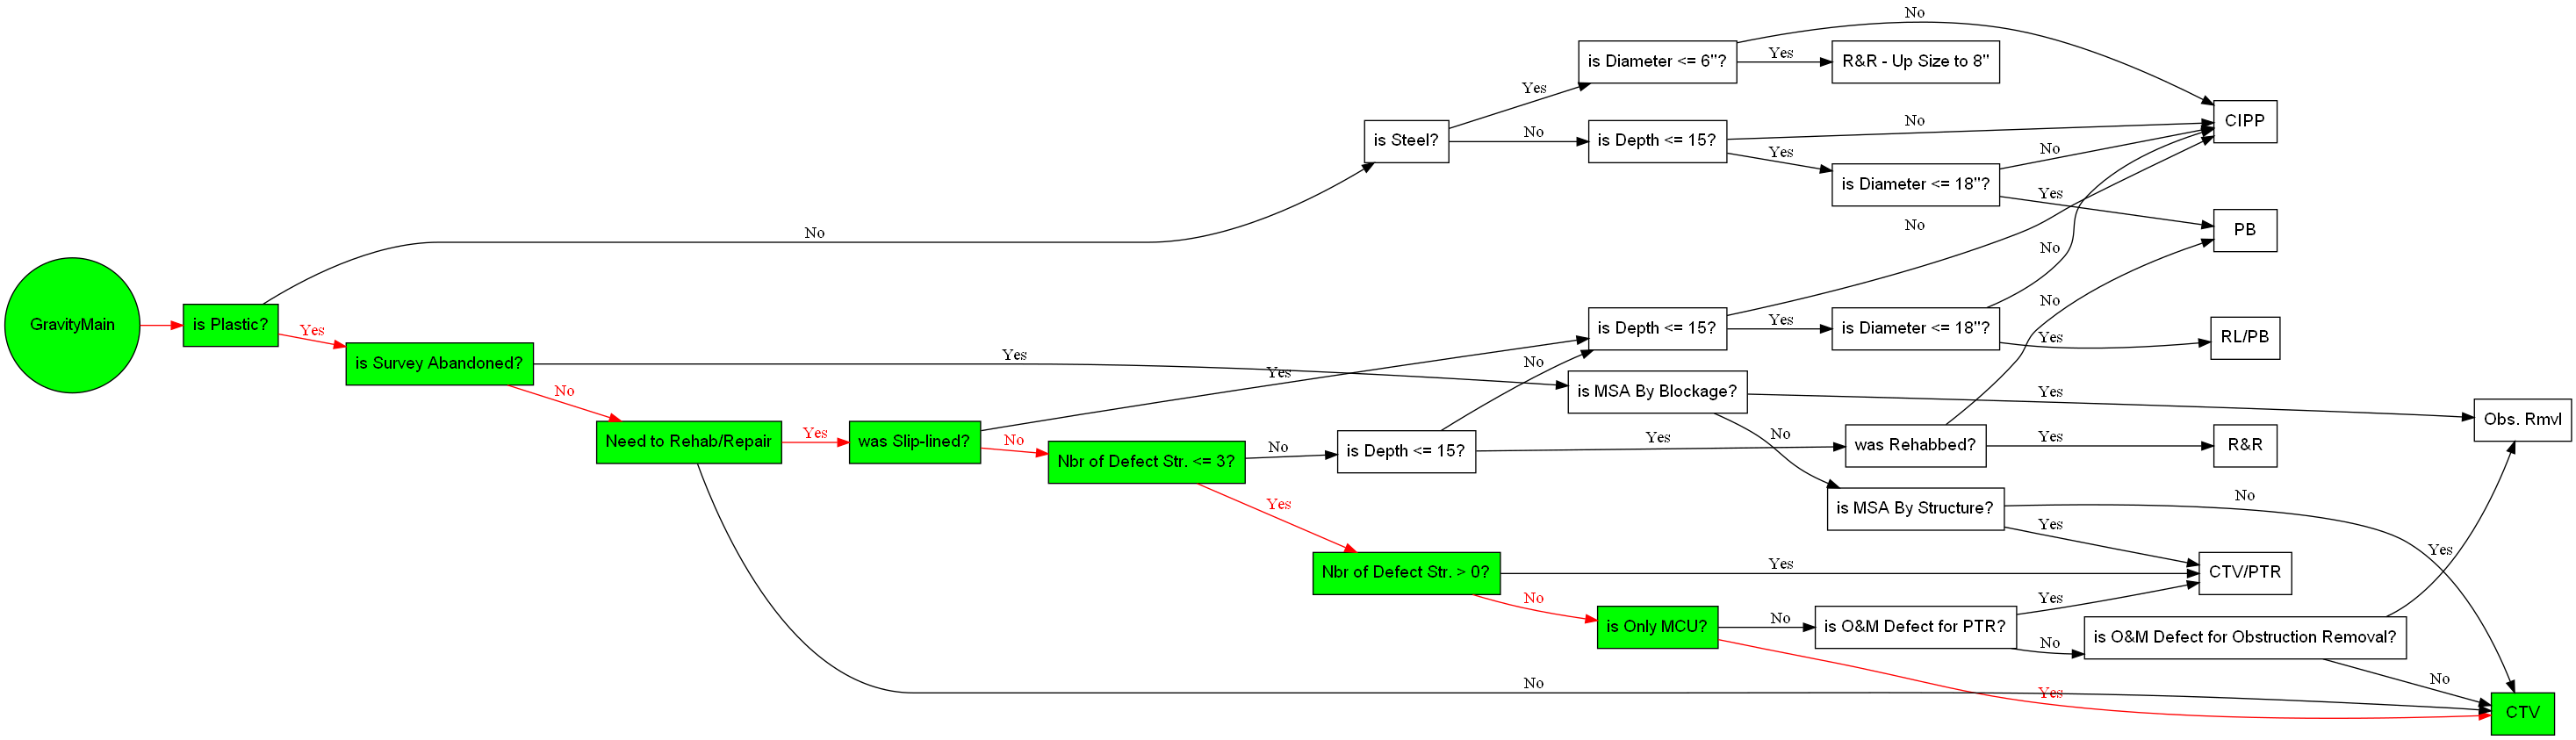 No
is Diameter <= 6"?
Yes
R&R - Up Size to 8"
Yes
is Steel?
No
is Depth <= 15?
No
CIPP
Yes
No
is Diameter <= 18"?
Yes
No
PB
No
No
No
GravityMain
is Plastic?
Yes
is Survey Abandoned?
Yes
No
Need to Rehab/Repair
Yes
was Slip-lined?
Yes
No
Nbr of Defect Str. <= 3?
No
is Depth <= 15?
No
Yes
is Depth <= 15?
Yes
is Diameter <= 18"?
Yes
RL/PB
is MSA By Blockage?
Yes
Obs. Rmvl
No
was Rehabbed?
Yes
R&R
is MSA By Structure?
No
Yes
Yes
Nbr of Defect Str. > 0?
Yes
CTV/PTR
Yes
No
is Only MCU?
No
is O&M Defect for PTR?
Yes
No
is O&M Defect for Obstruction Removal?
No
No
Yes
CTV